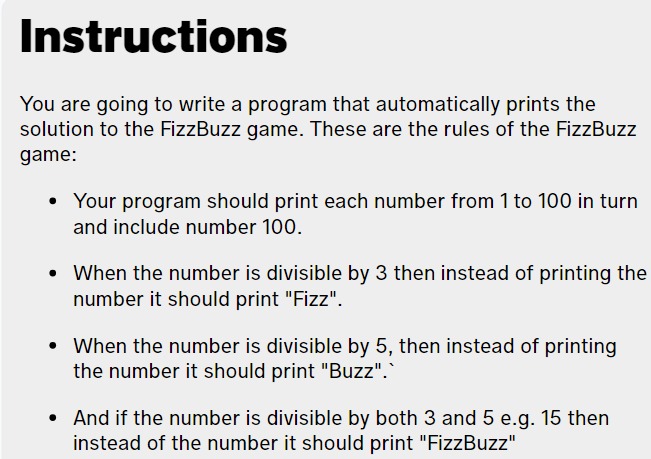 Instructions
You are going to write a program that automatically prints the
solution to the FizzBuzz game. These are the rules of the FizzBuzz
game:
• Your program should print each number from 1 to 100 in turn
and include number 100.
• When the number is divisible by 3 then instead of printing the
number it should print "Fizz".
• When the number is divisible by 5, then instead of printing
the number it should print "Buzz".`
• And if the number is divisible by both 3 and 5 e.g. 15 then
instead of the number it should print "FizzBuzz"